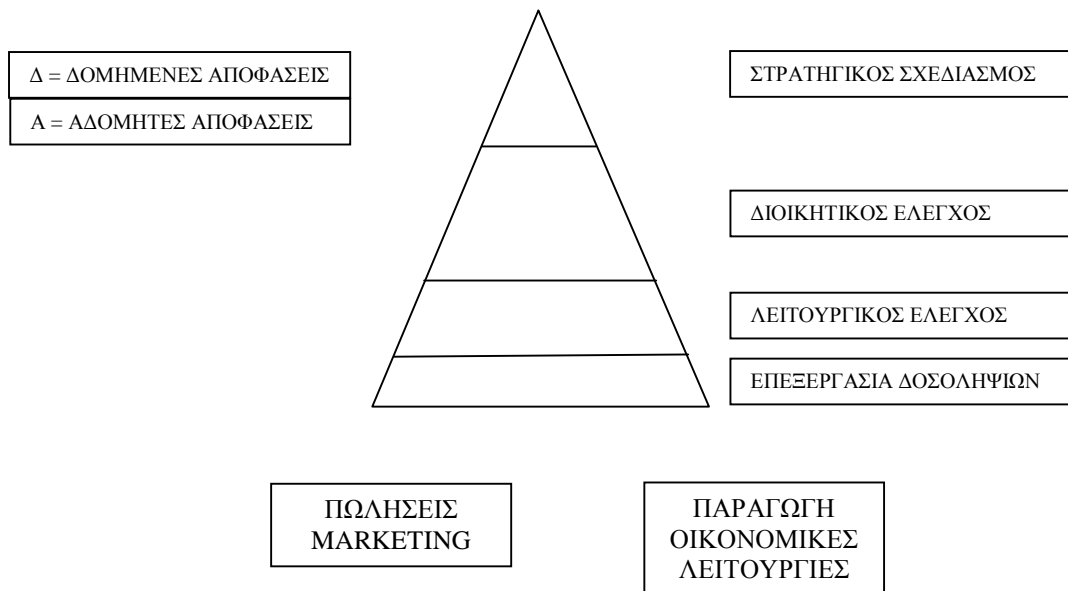 Δ = ΔΟΜΗΜΕΝΕΣ ΑΠΟΦΑΣΕΙΣ
Α = ΑΔΟΜΗΤΕΣ ΑΠΟΦΑΣΕΙΣ
ΣΤΡΑΤΗΓΙΚΟΣ ΣΧΕΔΙΑΣΜΟΣ
ΔΙΟΙΚΗΤΙΚΟΣ ΕΛΕΓΧΟΣ
ΛΕΙΤΟΥΡΓΙΚΟΣ ΕΛΕΓΧΟΣ
ΕΠΕΞΕΡΓΑΣΙΑ ΔΟΣΟΛΗΨΙΩΝ
ΠΩΛΗΣΕΙΣ
MARKETING
ΠΑΡΑΓΩΓΗ
ΟΙΚΟΝΟΜΙΚΕΣ
ΛΕΙΤΟΥΡΓΙΕΣ